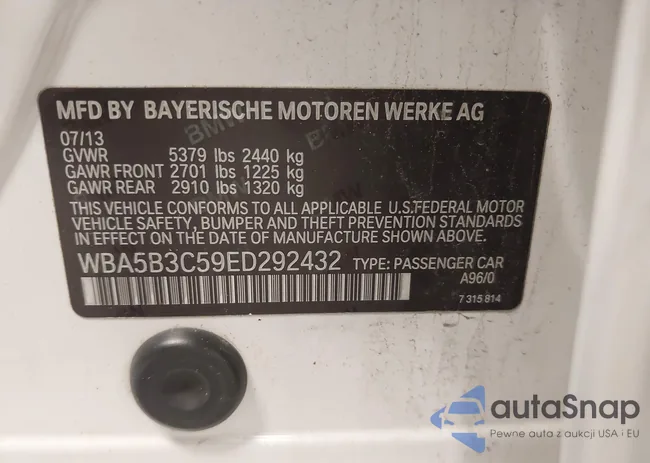 MFD BY BAYERISCHE MOTOREN WERKE AG
07/13
GVWR 5379 lbs 2440 kg
GAWR FRONT 2701 lbs 1225 kg
GAWR REAR 2910 lbs 1320 kg
THIS VEHICLE CONFORMS TO ALL APPLICABLE U.S.FEDERAL MOTOR
VEHICLE SAFETY, BUMPER AND THEFT PREVENTION STANDARDS
IN EFFECT ON THE DATE OF MANUFACTURE SHOWN ABOVE.
WBA5B3C59ED292432 TYPE: PASSENGER CAR
A96/0
7 315 814
autaSnap
Pewne auta z aukcji USA i EU